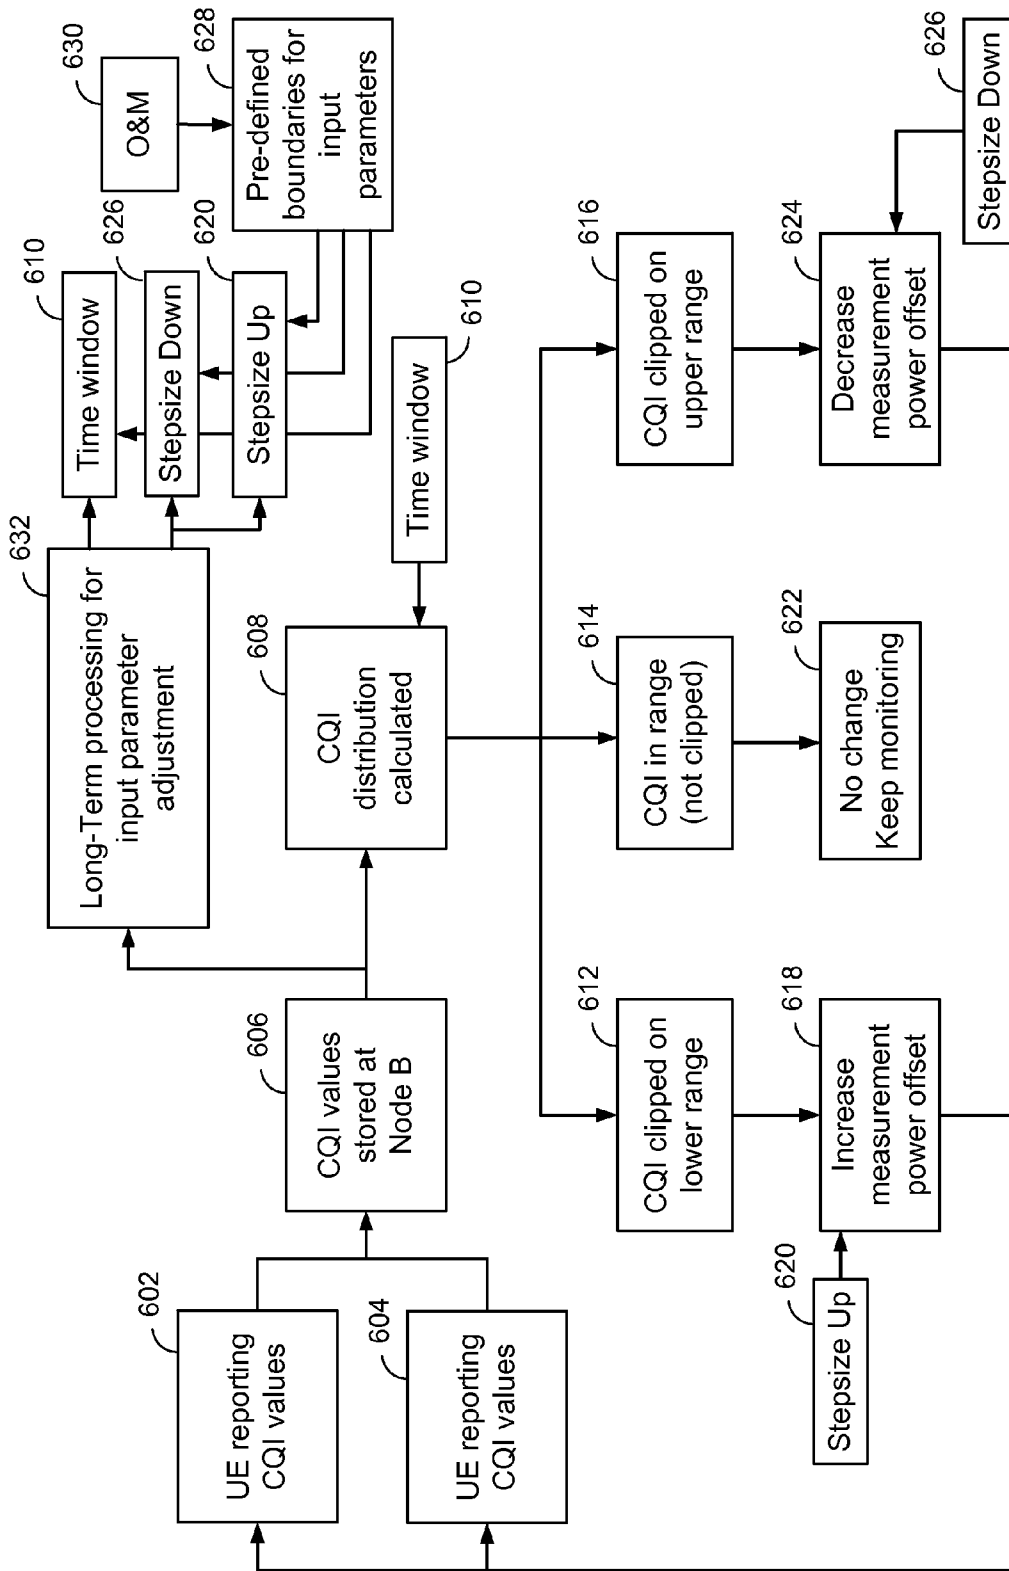 602
UE reporting
CQI values
604
UE reporting
CQI values
606
CQI values
stored at
Node B
632
Long-Term processing for
input parameter
adjustment
608
CQI
distribution
calculated
610
Time window
610
Time window
626
Stepsize Down
620
Stepsize Up
630
O&M
628
Pre-defined
boundaries for
input
parameters
612
CQI clipped on
lower range
614
CQI in range
(not clipped)
616
CQI clipped on
upper range
620
Stepsize Up
618
Increase
measurement
power offset
622
No change
Keep monitoring
624
Decrease
measurement
power offset
626
Stepsize Down